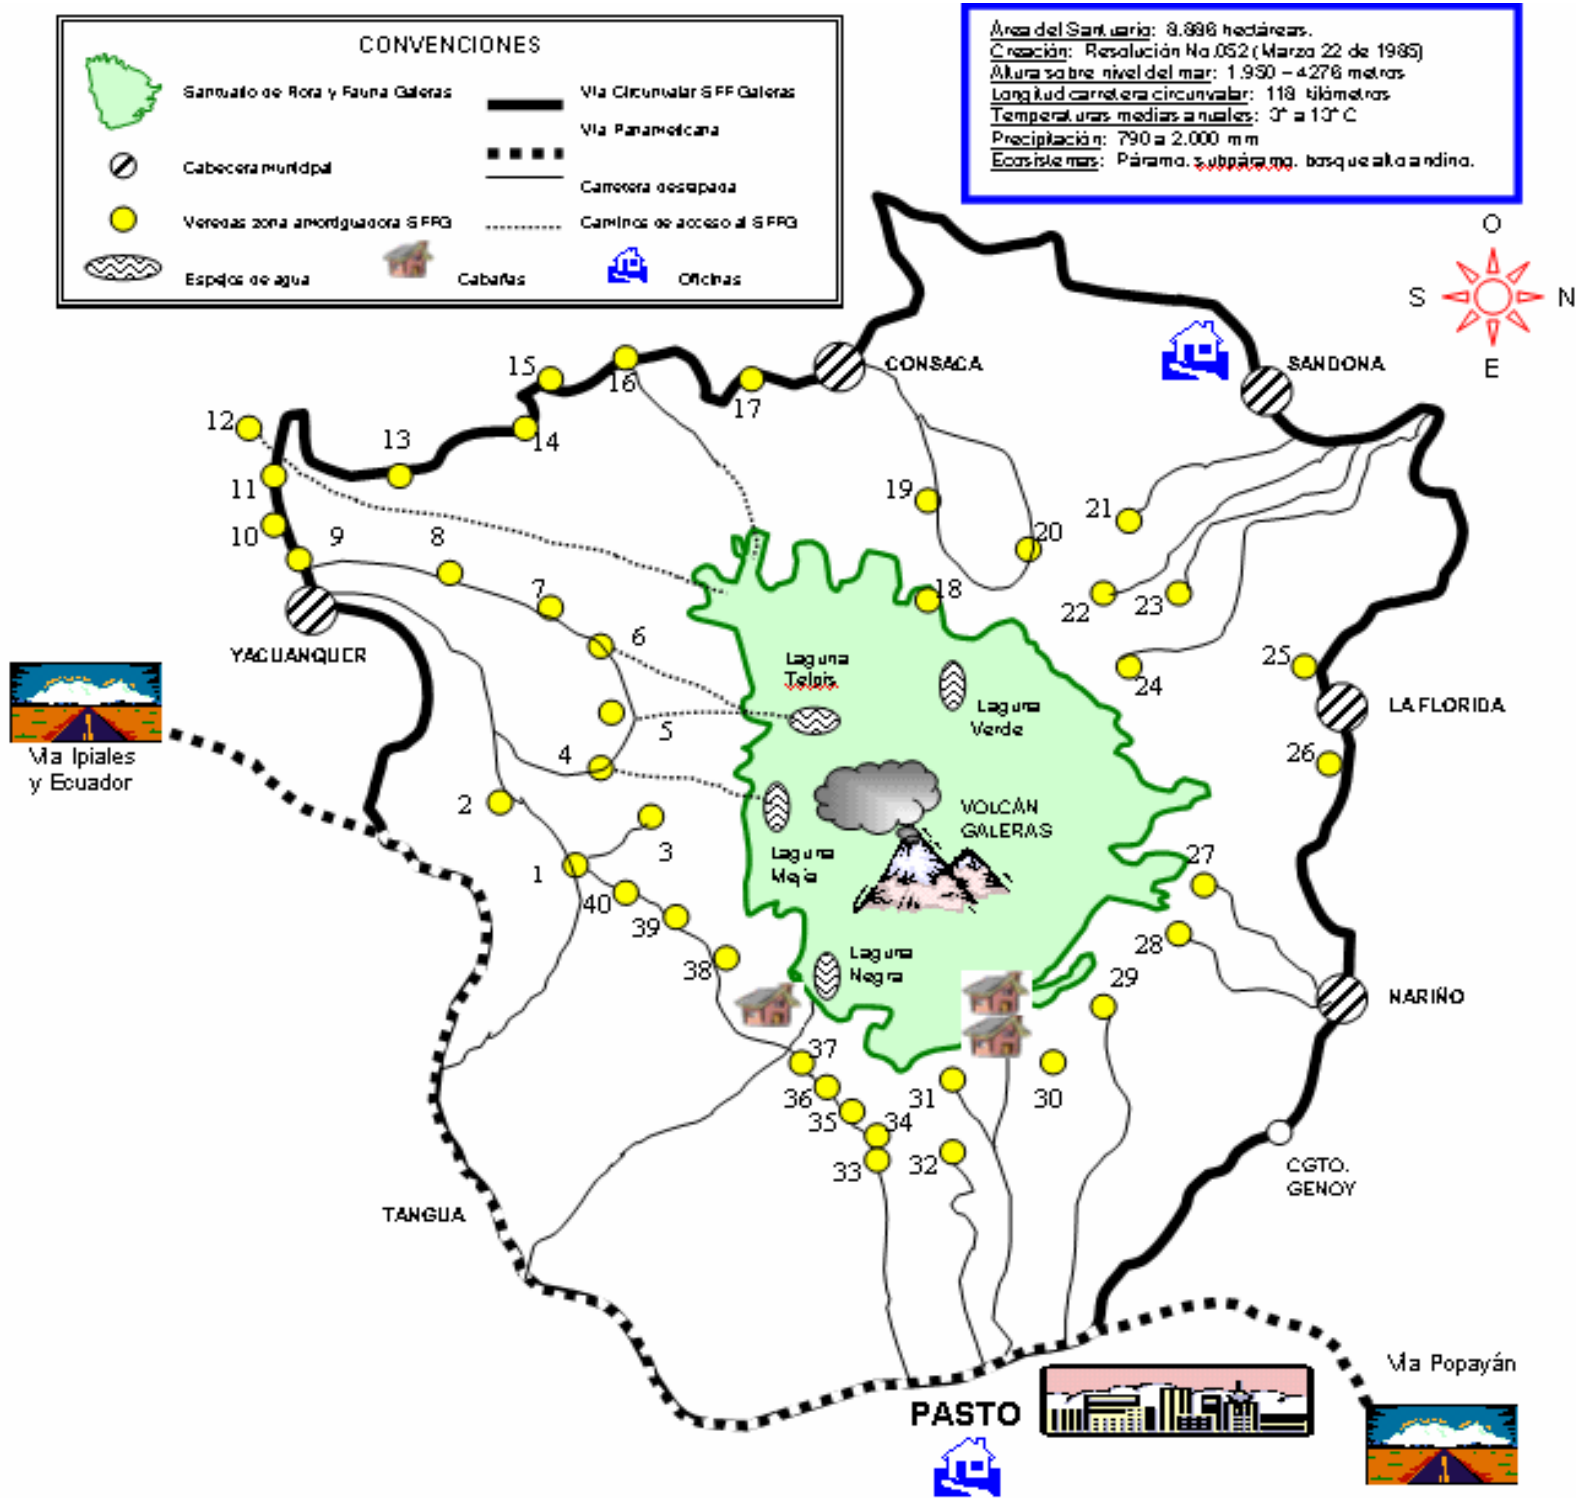 CONVENCIONES
Santuario de Flora y Fauna Galeras
Vía Circunvalar SFF Galeras
Vía Panamericana
Cabecera municipal
Carretera destapada
Veredas zona amortiguadora SFFG
Caminos de acceso al SFFG
Espejos de agua
Cabañas
Oficinas
Área del Santuario: 8.886 hectáreas.
Creación: Resolución No.052 (Marzo 22 de 1985)
Altura sobre nivel del mar: 1.950 – 4276 metros
Longitud carretera circunvalar: 118 kilómetros
Temperaturas medias anuales: 3° a 13° C
Precipitación: 790 a 2.000 mm
Ecosistemas: Páramo, subpáramo, bosque alto andino.
O
S
N
E
CONSACA
SANDONA
15
16
17
12
13
14
11
19
21
10
9
8
20
7
18
22
23
6
YACUANQUER
Laguna
Telpis
25
24
Laguna
Verde
LA FLORIDA
5
Vía Ipiales
y Ecuador
4
26
2
VOLCÁN
GALERAS
3
Laguna
Mejía
27
1
40
39
28
38
Laguna
Negra
29
NARIÑO
37
36
31
30
35
34
33
32
CGTO.
GENOY
TANGUA
Vía Popayán
PASTO